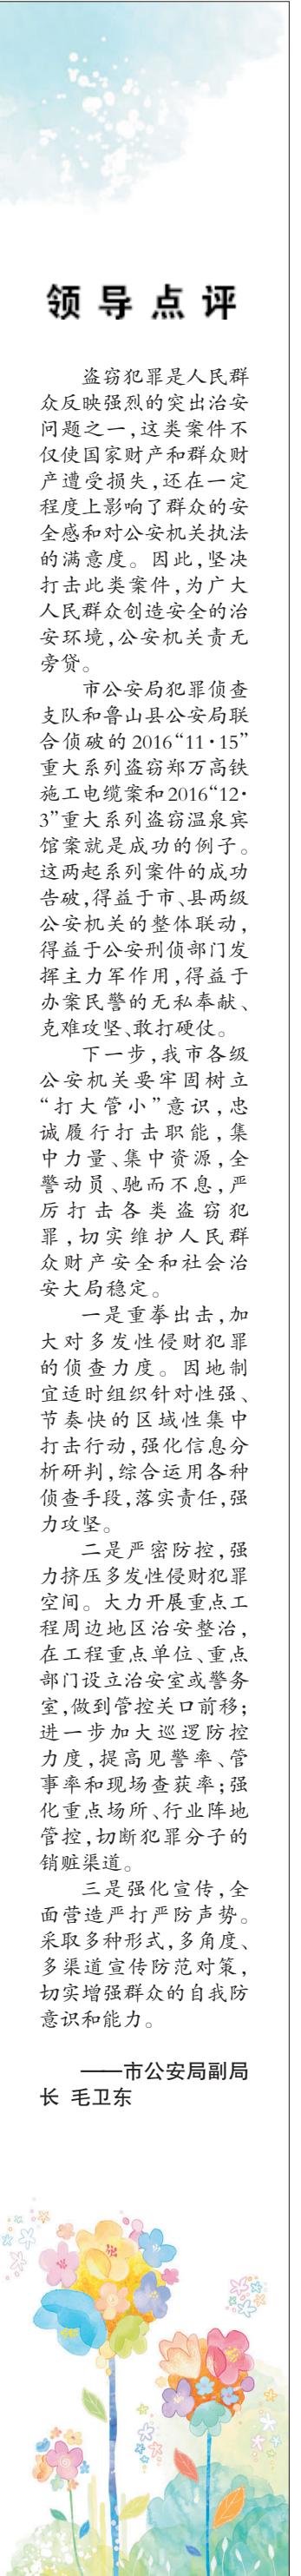 领导点评
盗窃犯罪是人民群
众反映强烈的突出治安
问题之一,这类案件不
仅使国家财产和群众财
产遭受损失,还在一定
程度上影响了群众的安
全感和对公安机关执法
的满意度。因此,坚决
打击此类案件,为广大
人民群众创造安全的治
安环境,公安机关责无
旁贷。
市公安局犯罪侦查
支队和鲁山县公安局联
合侦破的2016“11·15”
重大系列盗窃郑万高铁
施工电缆案和2016“12·
3”重大系列盗窃温泉宾
馆案就是成功的例子。
这两起系列案件的成功
告破,得益于市、县两级
公安机关的整体联动,
得益于公安刑侦部门发
挥主力军作用,得益于
办案民警的无私奉献、
克难攻坚、敢打硬仗。
下一步,我市各级
公安机关要牢固树立
“打大管小”意识,忠
诚履行打击职能,集
中力量、集中资源,全
警动员、驰而不息,严
厉打击各类盗窃犯
罪,切实维护人民群
众财产安全和社会治
安大局稳定。
一是重拳出击,加
大对多发性侵财犯罪
的侦查力度。因地制
宜适时组织针对性强、
节奏快的区域性集中
打击行动,强化信息分
析研判,综合运用各种
侦查手段,落实责任,强
力攻坚。
二是严密防控,强
力挤压多发性侵财犯罪
空间。大力开展重点工
程周边地区治安整治,
在工程重点单位、重点
部门设立治安室或警务
室,做到管控关口前移;
进一步加大巡逻防控
力度,提高见警率、管
事率和现场查获率;强
化重点场所、行业阵地
管控,切断犯罪分子的
销赃渠道。
三是强化宣传,全
面营造严打严防声势。
采取多种形式,多角度、
多渠道宣传防范对策,
切实增强群众的自我防
意识和能力。
——市公安局副局
长 毛卫东